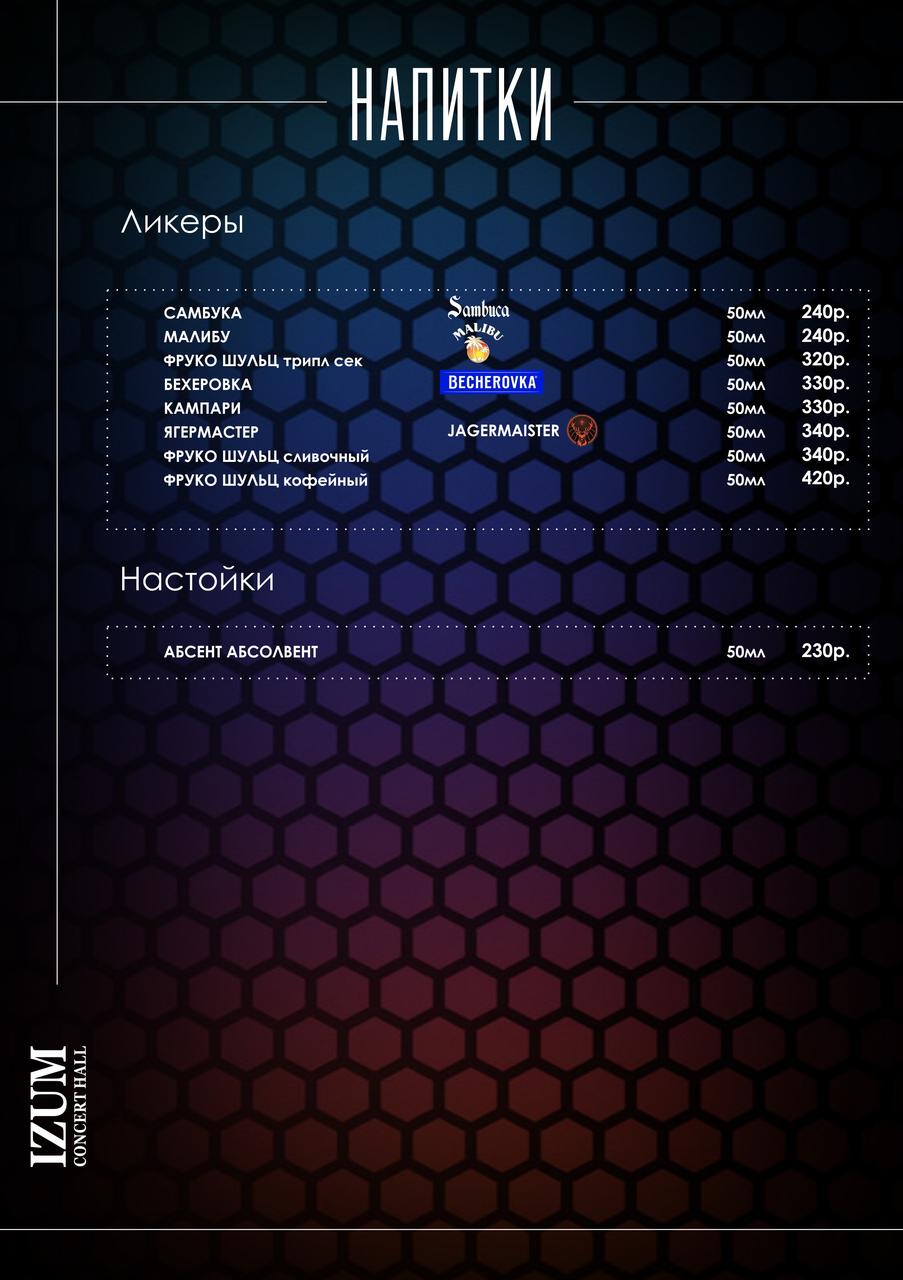 НАПИТКИ
Ликеры
САМБУКА Sambuca 50мл 240р.
МАЛИБУ MALIBU 50мл 240р.
ФРУКО ШУЛЬЦ трипл сек 50мл 320р.
БЕХЕРОВКА BECHEROVKA 50мл 330р.
КАМПАРИ 50мл 330р.
ЯГЕРМАСТЕР JAGERMAISTER 50мл 340р.
ФРУКО ШУЛЬЦ сливочный 50мл 340р.
ФРУКО ШУЛЬЦ кофейный 50мл 420р.
Настойки
АБСЕНТ АБСОЛВЕНТ 50мл 230р.
IZUM
CONCERT HALL